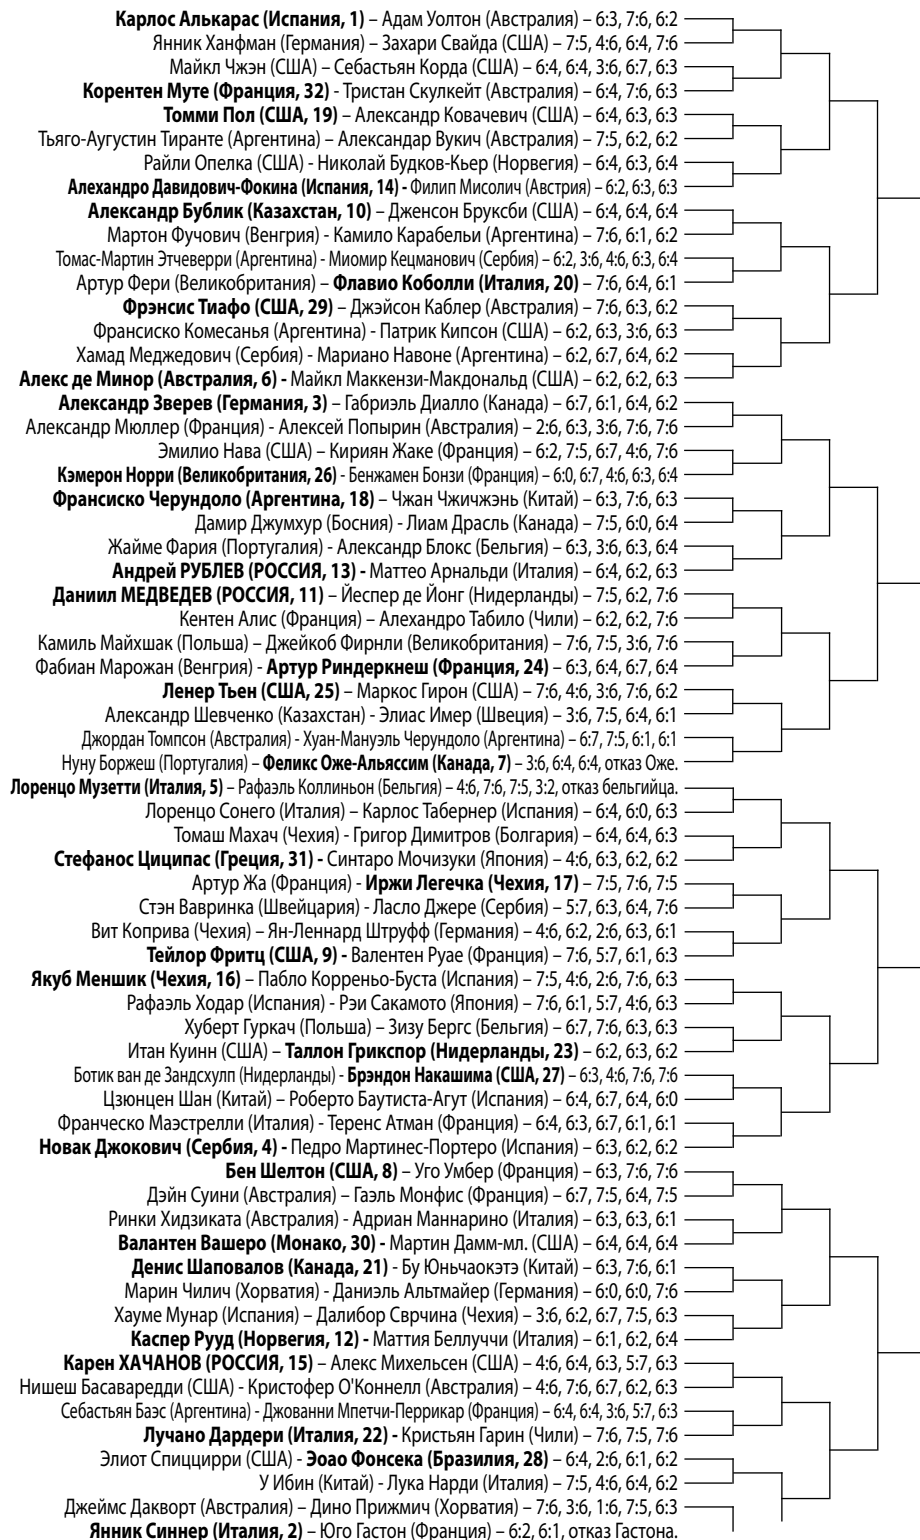 Карлос Алькарас (Испания, 1) – Адам Уолтон (Австралия) – 6:3, 7:6, 6:2
Янник Ханфман (Германия) – Захари Свайда (США) – 7:5, 4:6, 6:4, 7:6
Майкл Чжэн (США) – Себастьян Корда (США) – 6:4, 6:4, 3:6, 6:7, 6:3
Корентен Муте (Франция, 32) - Тристан Скулкейт (Австралия) – 6:4, 7:6, 6:3
Томми Пол (США, 19) – Александр Ковачевич (США) – 6:4, 6:3, 6:3
Тьяго-Аугустин Тиранте (Аргентина) – Александар Вукич (Австралия) – 7:5, 6:2, 6:2
Райли Опелка (США) - Николай Будков-Кьер (Норвегия) – 6:4, 6:3, 6:4
Алехандро Давидович-Фокина (Испания, 14) - Филип Мисолич (Австрия) – 6:2, 6:3, 6:3
Александр Бублик (Казахстан, 10) – Дженсон Бруксби (США) – 6:4, 6:4, 6:4
Мартон Фучович (Венгрия) - Камило Карабельи (Аргентина) – 7:6, 6:1, 6:2
Томас-Мартин Этчеверри (Аргентина) - Миомир Кецманович (Сербия) – 6:2, 3:6, 4:6, 6:3, 6:4
Артур Фери (Великобритания) – Флавио Коболли (Италия, 20) – 7:6, 6:4, 6:1
Фрэнсис Тиафо (США, 29) – Джэйсон Каблер (Австралия) – 7:6, 6:3, 6:2
Франсиско Комесанья (Аргентина) - Патрик Кипсон (США) – 6:2, 6:3, 3:6, 6:3
Хамад Меджедович (Сербия) - Мариано Навоне (Аргентина) – 6:2, 6:7, 6:4, 6:2
Алекс де Минор (Австралия, 6) - Майкл Маккензи-Макдональд (США) – 6:2, 6:2, 6:3
Александр Зверев (Германия, 3) – Габриэль Диалло (Канада) – 6:7, 6:1, 6:4, 6:2
Александр Мюллер (Франция) - Алексей Попырин (Австралия) – 2:6, 6:3, 3:6, 7:6, 7:6
Эмилио Нава (США) – Кириян Жаке (Франция) – 6:2, 7:5, 6:7, 4:6, 7:6
Кэмерон Норри (Великобритания, 26) - Бенжамен Бонзи (Франция) – 6:0, 6:7, 4:6, 6:3, 6:4
Франсиско Черундоло (Аргентина, 18) – Чжан Чжичжэнь (Китай) – 6:3, 7:6, 6:3
Дамир Джумхур (Босния) - Лиам Драсль (Канада) – 7:5, 6:0, 6:4
Жайме Фария (Португалия) - Александр Блокс (Бельгия) – 6:3, 3:6, 6:3, 6:4
Андрей РУБЛЕВ (РОССИЯ, 13) - Маттео Арнальди (Италия) – 6:4, 6:2, 6:3
Даниил МЕДВЕДЕВ (РОССИЯ, 11) – Йеспер де Йонг (Нидерланды) – 7:5, 6:2, 7:6
Кентен Алис (Франция) – Алехандро Табило (Чили) – 6:2, 6:2, 7:6
Камиль Майхшак (Польша) – Джейкоб Фирнли (Великобритания) – 7:6, 7:5, 3:6, 7:6
Фабиан Марожан (Венгрия) - Артур Риндеркнеш (Франция, 24) – 6:3, 6:4, 6:7, 6:4
Ленер Тьен (США, 25) – Маркос Гирон (США) – 7:6, 4:6, 3:6, 7:6, 6:2
Александр Шевченко (Казахстан) - Элиас Имер (Швеция) – 3:6, 7:5, 6:4, 6:1
Джордан Томпсон (Австралия) - Хуан-Мануэль Черундоло (Аргентина) – 6:7, 7:5, 6:1, 6:1
Нуну Боржеш (Португалия) – Феликс Оже-Альяссим (Канада, 7) – 3:6, 6:4, 6:4, отказ Оже.
Лоренцо Музетти (Италия, 5) – Рафаэль Коллиньон (Бельгия) – 4:6, 7:6, 7:5, 3:2, отказ бельгийца.
Лоренцо Сонего (Италия) – Карлос Табернер (Испания) – 6:4, 6:0, 6:3
Томаш Махач (Чехия) - Григор Димитров (Болгария) – 6:4, 6:4, 6:3
Стефанос Циципас (Греция, 31) - Синтаро Мочизуки (Япония) – 4:6, 6:3, 6:2, 6:2
Артур Жа (Франция) - Иржи Легечка (Чехия, 17) – 7:5, 7:6, 7:5
Стэн Вавринка (Швейцария) - Ласло Джере (Сербия) – 5:7, 6:3, 6:4, 7:6
Вит Коприва (Чехия) – Ян-Леннард Штруфф (Германия) – 4:6, 6:2, 2:6, 6:3, 6:1
Тейлор Фритц (США, 9) - Валентен Руае (Франция) – 7:6, 5:7, 6:1, 6:3
Якуб Меншик (Чехия, 16) – Пабло Корреньо-Буста (Испания) – 7:5, 4:6, 2:6, 7:6, 6:3
Рафаэль Ходар (Испания) - Рэи Сакамото (Япония) – 7:6, 6:1, 5:7, 4:6, 6:3
Хуберт Гуркач (Польша) – Зизу Бергс (Бельгия) – 6:7, 7:6, 6:3, 6:3
Итан Куинн (США) – Таллон Грикспор (Нидерланды, 23) – 6:2, 6:3, 6:2
Ботик ван де Зандсхулп (Нидерланды) - Брэндон Накашима (США, 27) – 6:3, 4:6, 7:6, 7:6
Цзюнцен Шан (Китай) – Роберто Баутиста-Агут (Испания) – 6:4, 6:7, 6:4, 6:0
Франческо Маэстрелли (Италия) - Теренс Атман (Франция) – 6:4, 6:3, 6:7, 6:1, 6:1
Новак Джокович (Сербия, 4) - Педро Мартинес-Портеро (Испания) – 6:3, 6:2, 6:2
Бен Шелтон (США, 8) – Уго Умбер (Франция) – 6:3, 7:6, 7:6
Дэйн Суини (Австралия) – Гаэль Монфис (Франция) – 6:7, 7:5, 6:4, 7:5
Ринки Хидзиката (Австралия) - Адриан Маннарино (Италия) – 6:3, 6:3, 6:1
Валантен Вашеро (Монако, 30) - Мартин Дамм-мл. (США) – 6:4, 6:4, 6:4
Денис Шаповалов (Канада, 21) - Бу Юньчаокэтэ (Китай) – 6:3, 7:6, 6:1
Марин Чилич (Хорватия) - Даниэль Альтмайер (Германия) – 6:0, 6:0, 7:6
Хауме Мунар (Испания) – Далибор Сврчина (Чехия) – 3:6, 6:2, 6:7, 7:5, 6:3
Каспер Рууд (Норвегия, 12) - Маттия Беллуччи (Италия) – 6:1, 6:2, 6:4
Карен ХАЧАНОВ (РОССИЯ, 15) – Алекс Михельсен (США) – 4:6, 6:4, 6:3, 5:7, 6:3
Нишеш Басаваредди (США) - Кристофер О'Коннелл (Австралия) – 4:6, 7:6, 6:7, 6:2, 6:3
Себастьян Баэс (Аргентина) - Джованни Мпетчи-Перрикар (Франция) – 6:4, 6:4, 3:6, 5:7, 6:3
Лучано Дардери (Италия, 22) - Кристьян Гарин (Чили) – 7:6, 7:5, 7:6
Элиот Спиццирри (США) - Эоао Фонсека (Бразилия, 28) – 6:4, 2:6, 6:1, 6:2
У Ибин (Китай) - Лука Нарди (Италия) – 7:5, 4:6, 6:4, 6:2
Джеймс Дакворт (Австралия) – Дино Прижмич (Хорватия) – 7:6, 3:6, 1:6, 7:5, 6:3
Янник Синнер (Италия, 2) – Юго Гастон (Франция) – 6:2, 6:1, отказ Гастона.